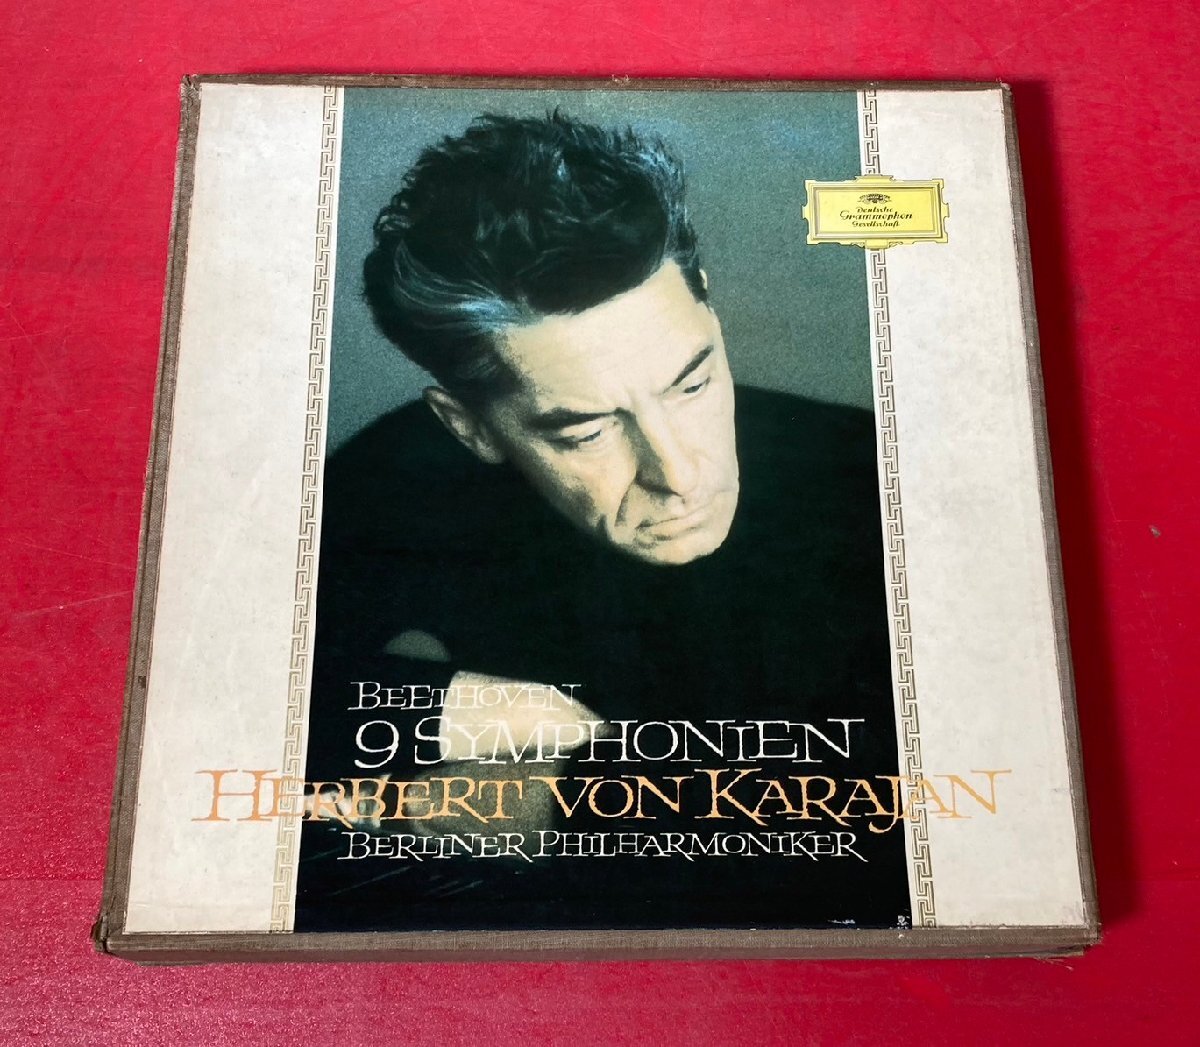 Deutsche
Grammophon
Gesellschaft
BEETHOVEN
9 SYMPHONIEN
HERBERT VON KARAJAN
BERLINER PHILHARMONIKER